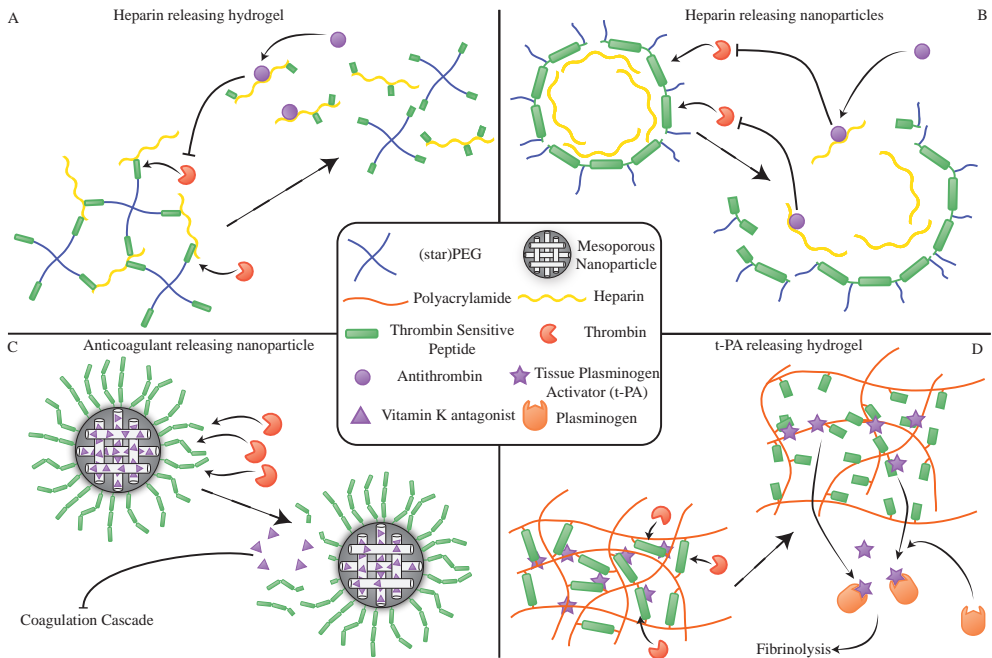 A
Heparin releasing hydrogel
Heparin releasing nanoparticles
B
(star)PEG
Mesoporous
Nanoparticle
Polyacrylamide
Heparin
Thrombin Sensitive
Peptide
Thrombin
Antithrombin
Tissue Plasminogen
Activator (t-PA)
Vitamin K antagonist
Plasminogen
C
Anticoagulant releasing nanoparticle
Coagulation Cascade
t-PA releasing hydrogel
D
Fibrinolysis